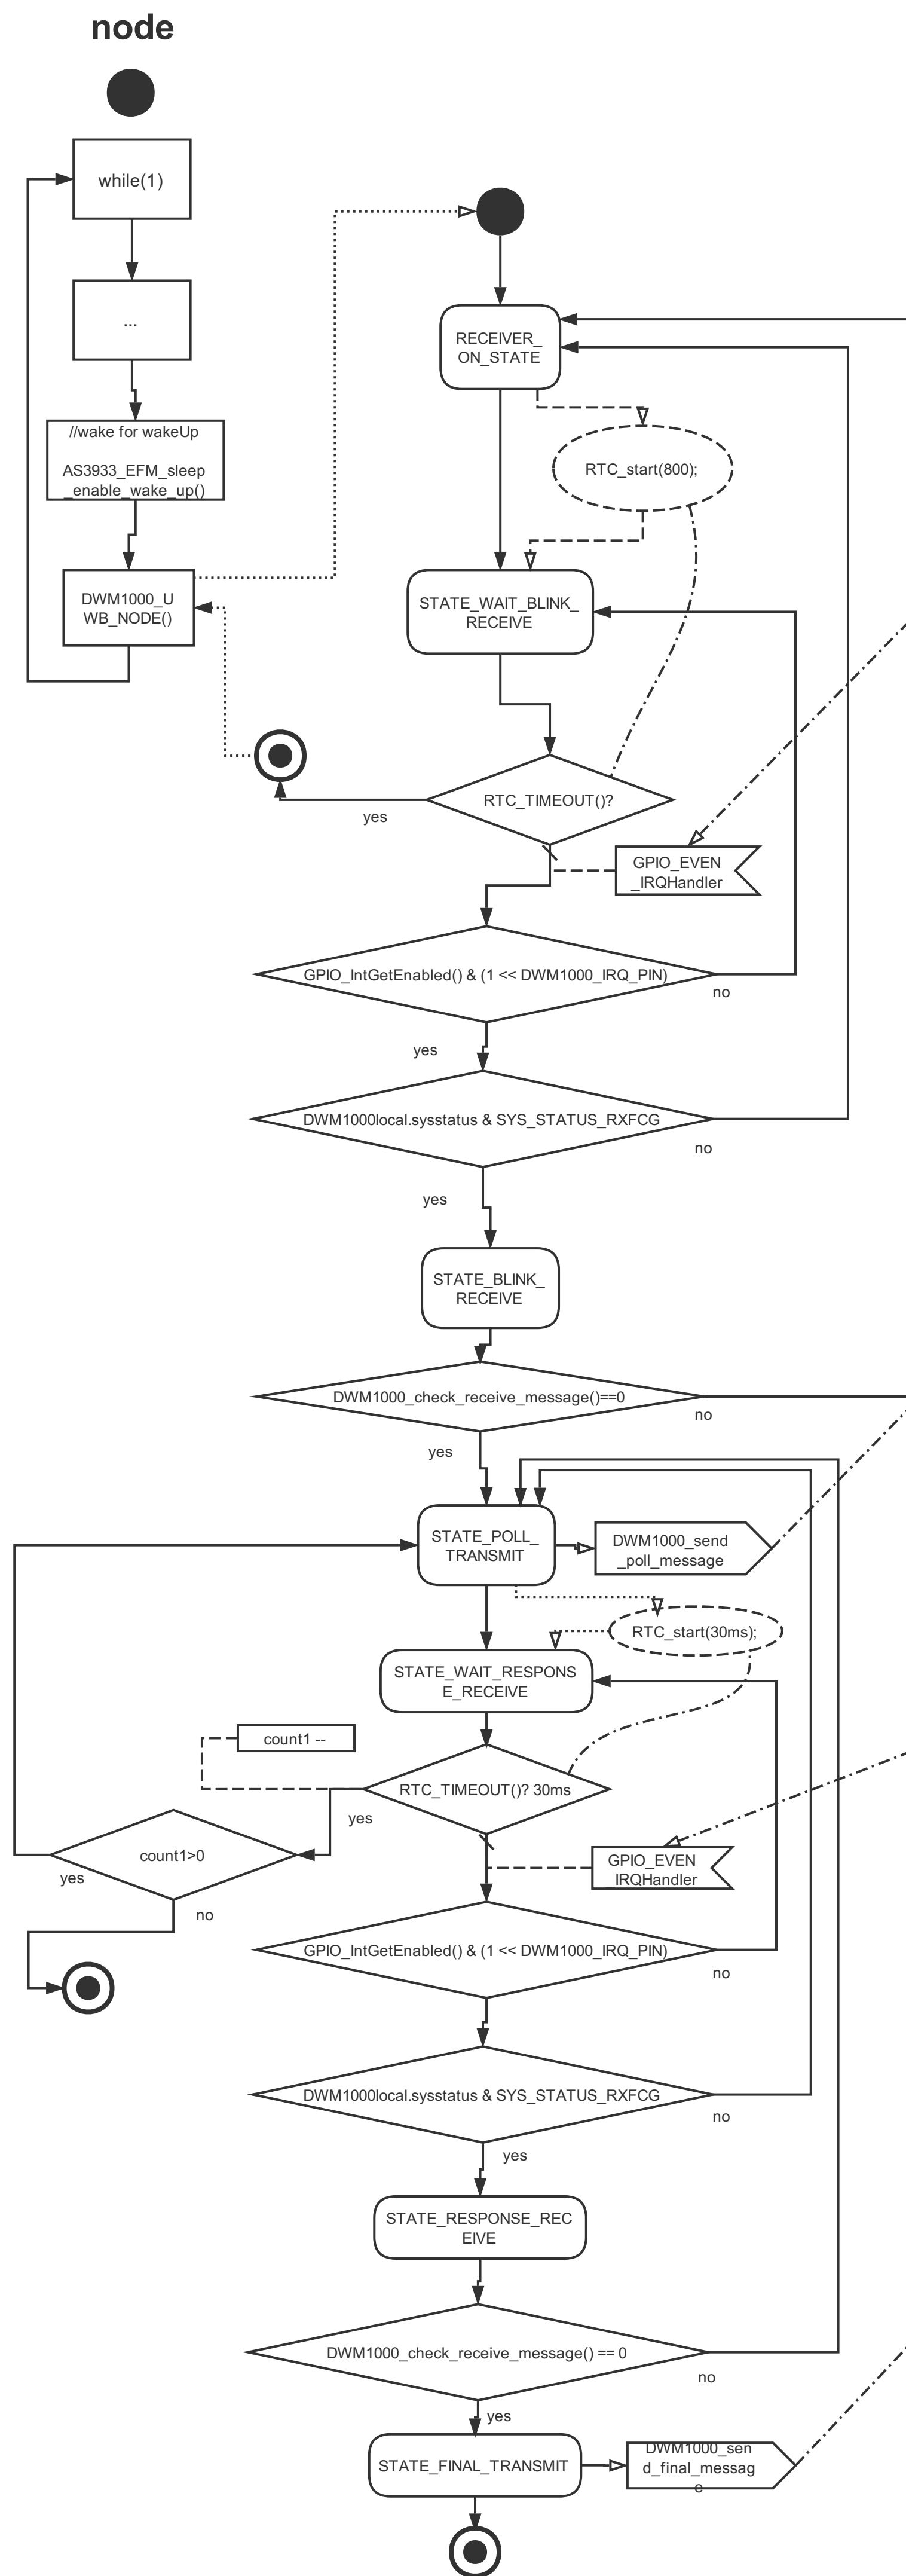 node
while(1)
...
//wake for wakeUp
AS3933_EFM_sleep
_enable_wake_up()
DWM1000_U
WB_NODE()
RECEIVER_
ON_STATE
RTC_start(800);
STATE_WAIT_BLINK_
RECEIVE
RTC_TIMEOUT()?
yes
GPIO_EVEN
_IRQHandler
GPIO_IntGetEnabled() & (1 << DWM1000_IRQ_PIN)
no
yes
DWM1000local.sysstatus & SYS_STATUS_RXFCG
no
yes
STATE_BLINK_
RECEIVE
DWM1000_check_receive_message()==0
no
yes
STATE_POLL_
TRANSMIT
DWM1000_send
_poll_message
RTC_start(30ms);
STATE_WAIT_RESPONS
E_RECEIVE
count1 --
RTC_TIMEOUT()? 30ms
yes
count1>0
yes
no
GPIO_EVEN
_IRQHandler
GPIO_IntGetEnabled() & (1 << DWM1000_IRQ_PIN)
no
DWM1000local.sysstatus & SYS_STATUS_RXFCG
no
yes
STATE_RESPONSE_REC
EIVE
DWM1000_check_receive_message() == 0
no
yes
STATE_FINAL_TRANSMIT
DWM1000_sen
d_final_messag
e